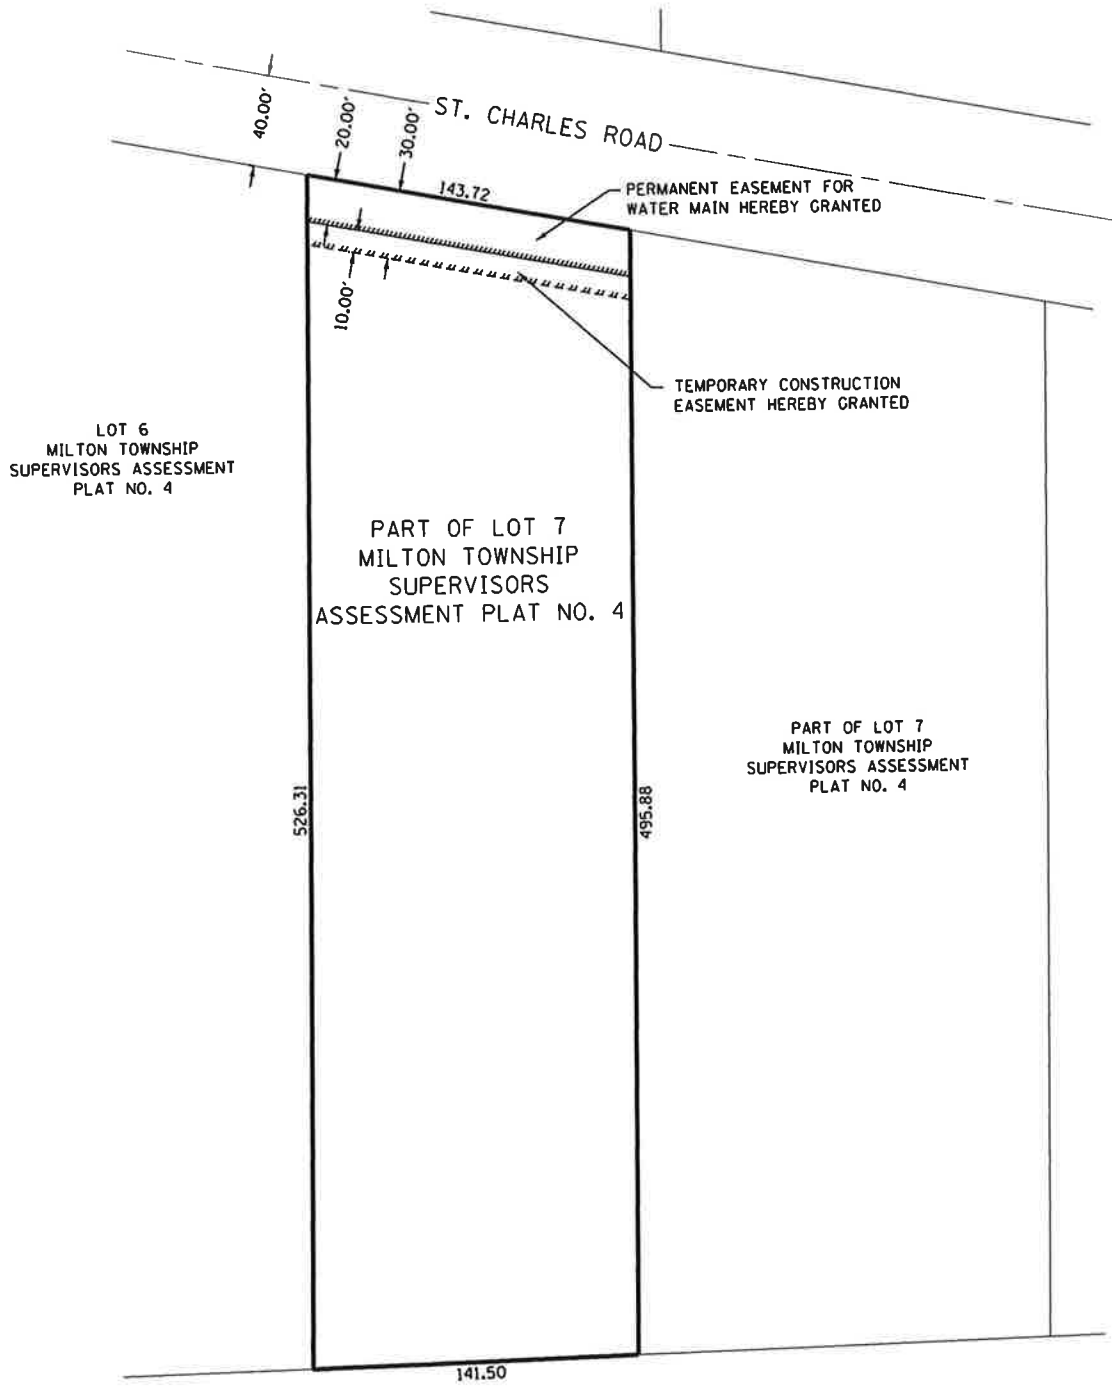 40.00'
20.00'
30.00'
ST. CHARLES ROAD
143.72
PERMANENT EASEMENT FOR
WATER MAIN HEREBY GRANTED
10.00'
TEMPORARY CONSTRUCTION
EASEMENT HEREBY GRANTED
LOT 6
MILTON TOWNSHIP
SUPERVISORS ASSESSMENT
PLAT NO. 4
PART OF LOT 7
MILTON TOWNSHIP
SUPERVISORS
ASSESSMENT PLAT NO. 4
PART OF LOT 7
MILTON TOWNSHIP
SUPERVISORS ASSESSMENT
PLAT NO. 4
526.31
495.88
141.50